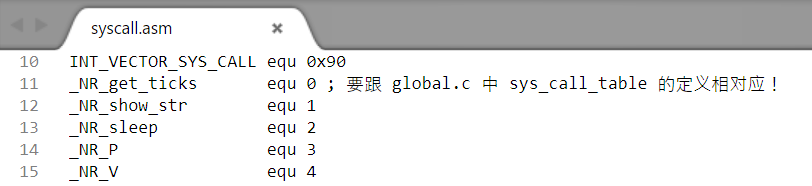 syscall.asm ×
10 INT_VECTOR_SYS_CALL equ 0x90
11 _NR_get_ticks equ 0 ; 要跟 global.c 中 sys_call_table 的定义相对应！
12 _NR_show_str equ 1
13 _NR_sleep equ 2
14 _NR_P equ 3
15 _NR_V equ 4